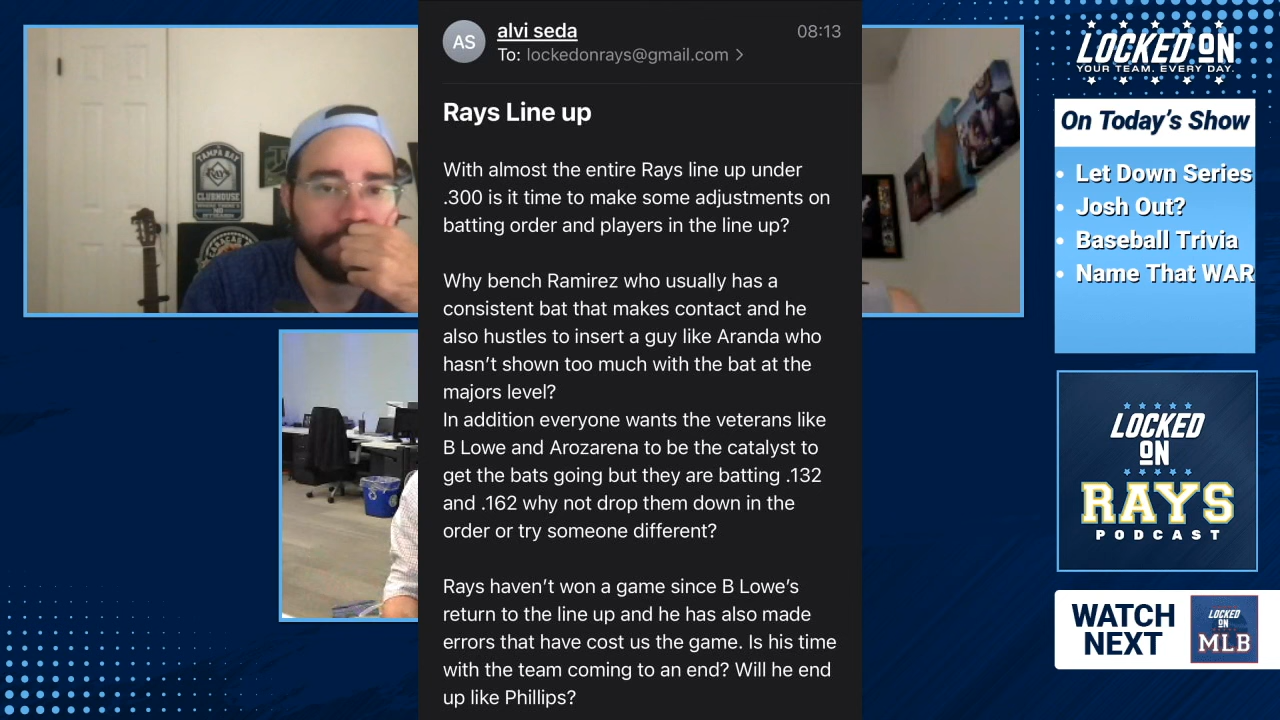 AS
alvi seda
08:13
To: lockedonrays@gmail.com
Rays Line up
With almost the entire Rays line up under
.300 is it time to make some adjustments on
batting order and players in the line up?
Why bench Ramirez who usually has a
consistent bat that makes contact and he
also hustles to insert a guy like Aranda who
hasn’t shown too much with the bat at the
majors level?
In addition everyone wants the veterans like
B Lowe and Arozarena to be the catalyst to
get the bats going but they are batting .132
and .162 why not drop them down in the
order or try someone different?
Rays haven’t won a game since B Lowe’s
return to the line up and he has also made
errors that have cost us the game. Is his time
with the team coming to an end? Will he end
up like Phillips?
TAMPA BAY
CLUBHOUSE
LOCKED ON
YOUR TEAM. EVERY DAY.
On Today’s Show
• Let Down Series
• Josh Out?
• Baseball Trivia
• Name That WAR
LOCKED
ON
RAYS
PODCAST
WATCH
NEXT
LOCKED
ON
MLB